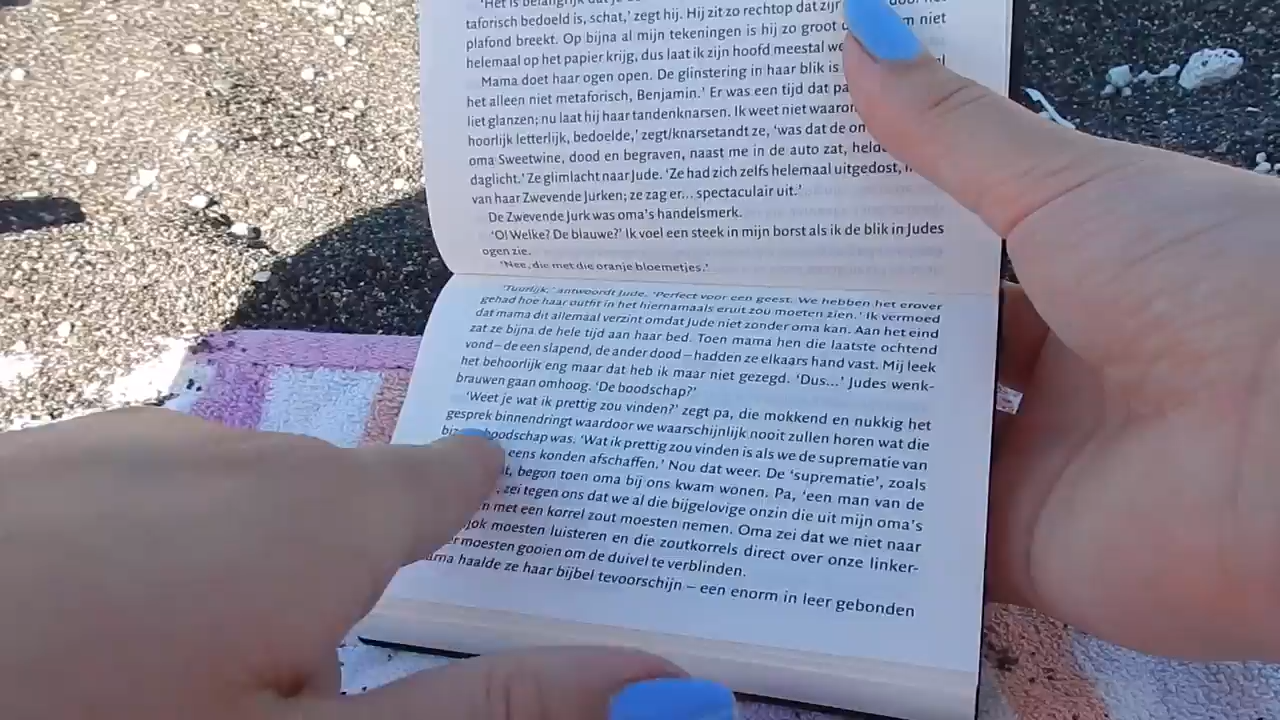 'Het is belangrijk dat je
taforisch bedoeld is, schat,' zegt hij. Hij zit zo rechtop dat zijn
plafond breekt. Op bijna al mijn tekeningen is hij zo groot niet
helemaal op het papier krijg, dus laat ik zijn hoofd meestal
Mama doet haar ogen open. De glinstering in haar blik is
het alleen niet metaforisch, Benjamin.' Er was een tijd dat pa
liet glanzen; nu laat hij haar tandenknarsen. Ik weet niet waarom
hoorlijk letterlijk, bedoelde,' zegt/knarsetandt ze, 'was dat de
oma Sweetwine, dood en begraven, naast me in de auto zat,
daglicht.' Ze glimlacht naar Jude. 'Ze had zich zelfs helemaal uitgedost,
van haar Zwevende Jurken; ze zag er... spectaculair uit.'
De Zwevende Jurk was oma's handelsmerk.
'O! Welke? De blauwe?' Ik voel een steek in mijn borst als ik de blik in Judes
ogen zie.
'Nee, die met die oranje bloemetjes.'
'Tuurlijk,' antwoordt Jude. 'Perfect voor een geest. We hebben het erover
gehad hoe haar outfit in het hiernamaals eruit zou moeten zien.' Ik vermoed
dat mama dit allemaal verzint omdat Jude niet zonder oma kan. Aan het eind
zat ze bijna de hele tijd aan haar bed. Toen mama hen die laatste ochtend
vond – de een slapend, de ander dood – hadden ze elkaars hand vast. Mij leek
het behoorlijk eng maar dat heb ik maar niet gezegd. 'Dus...' Judes wenk-
brauwen gaan omhoog. 'De boodschap?'
'Weet je wat ik prettig zou vinden?' zegt pa, die mokkend en nukkig het
gesprek binnendringt waardoor we waarschijnlijk nooit zullen horen wat die
boodschap was. 'Wat ik prettig zou vinden is als we de suprematie van
eens konden afschaffen.' Nou dat weer. De 'suprematie', zoals
begon toen oma bij ons kwam wonen. Pa, 'een man van de
zei tegen ons dat we al die bijgelovige onzin die uit mijn oma's
met een korrel zout moesten nemen. Oma zei dat we niet naar
moesten luisteren en die zoutkorrels direct over onze linker-
moesten gooien om de duivel te verblinden.
haalde ze haar bijbel tevoorschijn – een enorm in leer gebonden